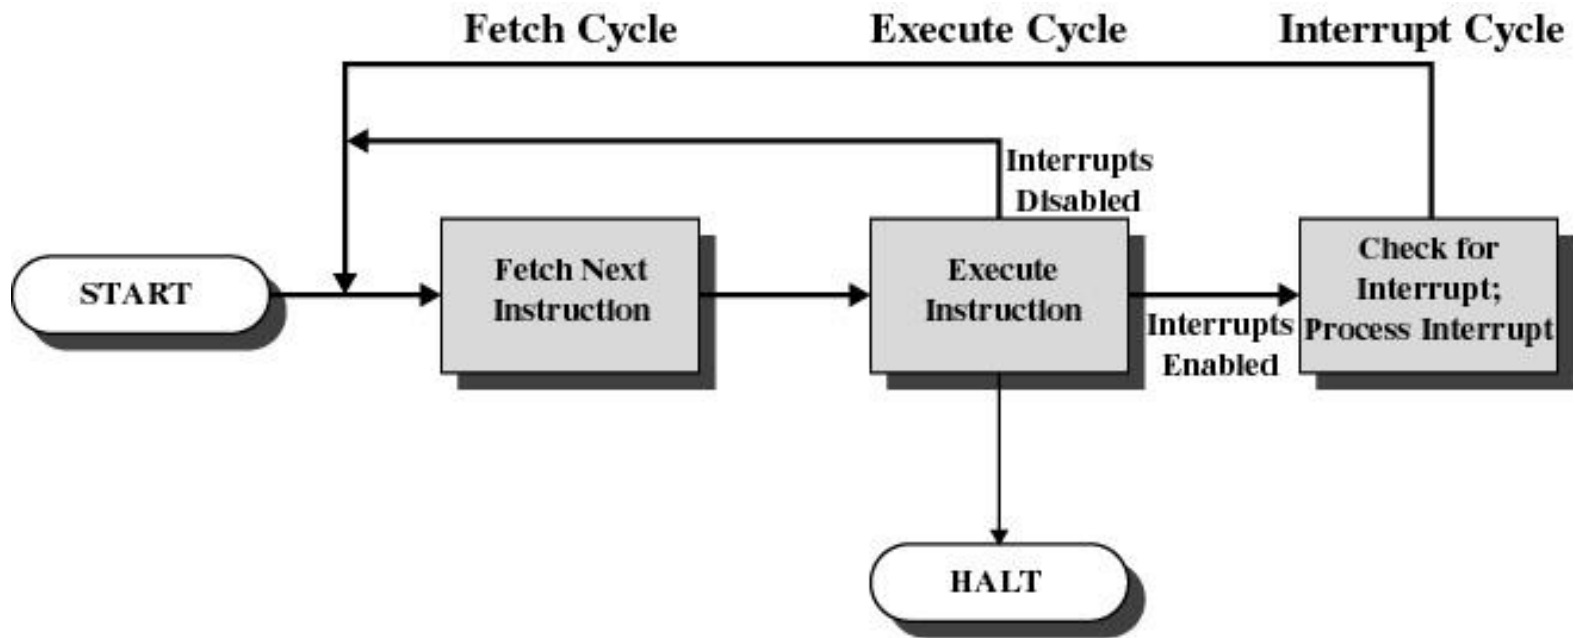 Fetch Cycle
Execute Cycle
Interrupt Cycle
Interrupts
Disabled
START
Fetch Next
Instruction
Execute
Instruction
Interrupts
Enabled
Check for
Interrupt;
Process Interrupt
HALT